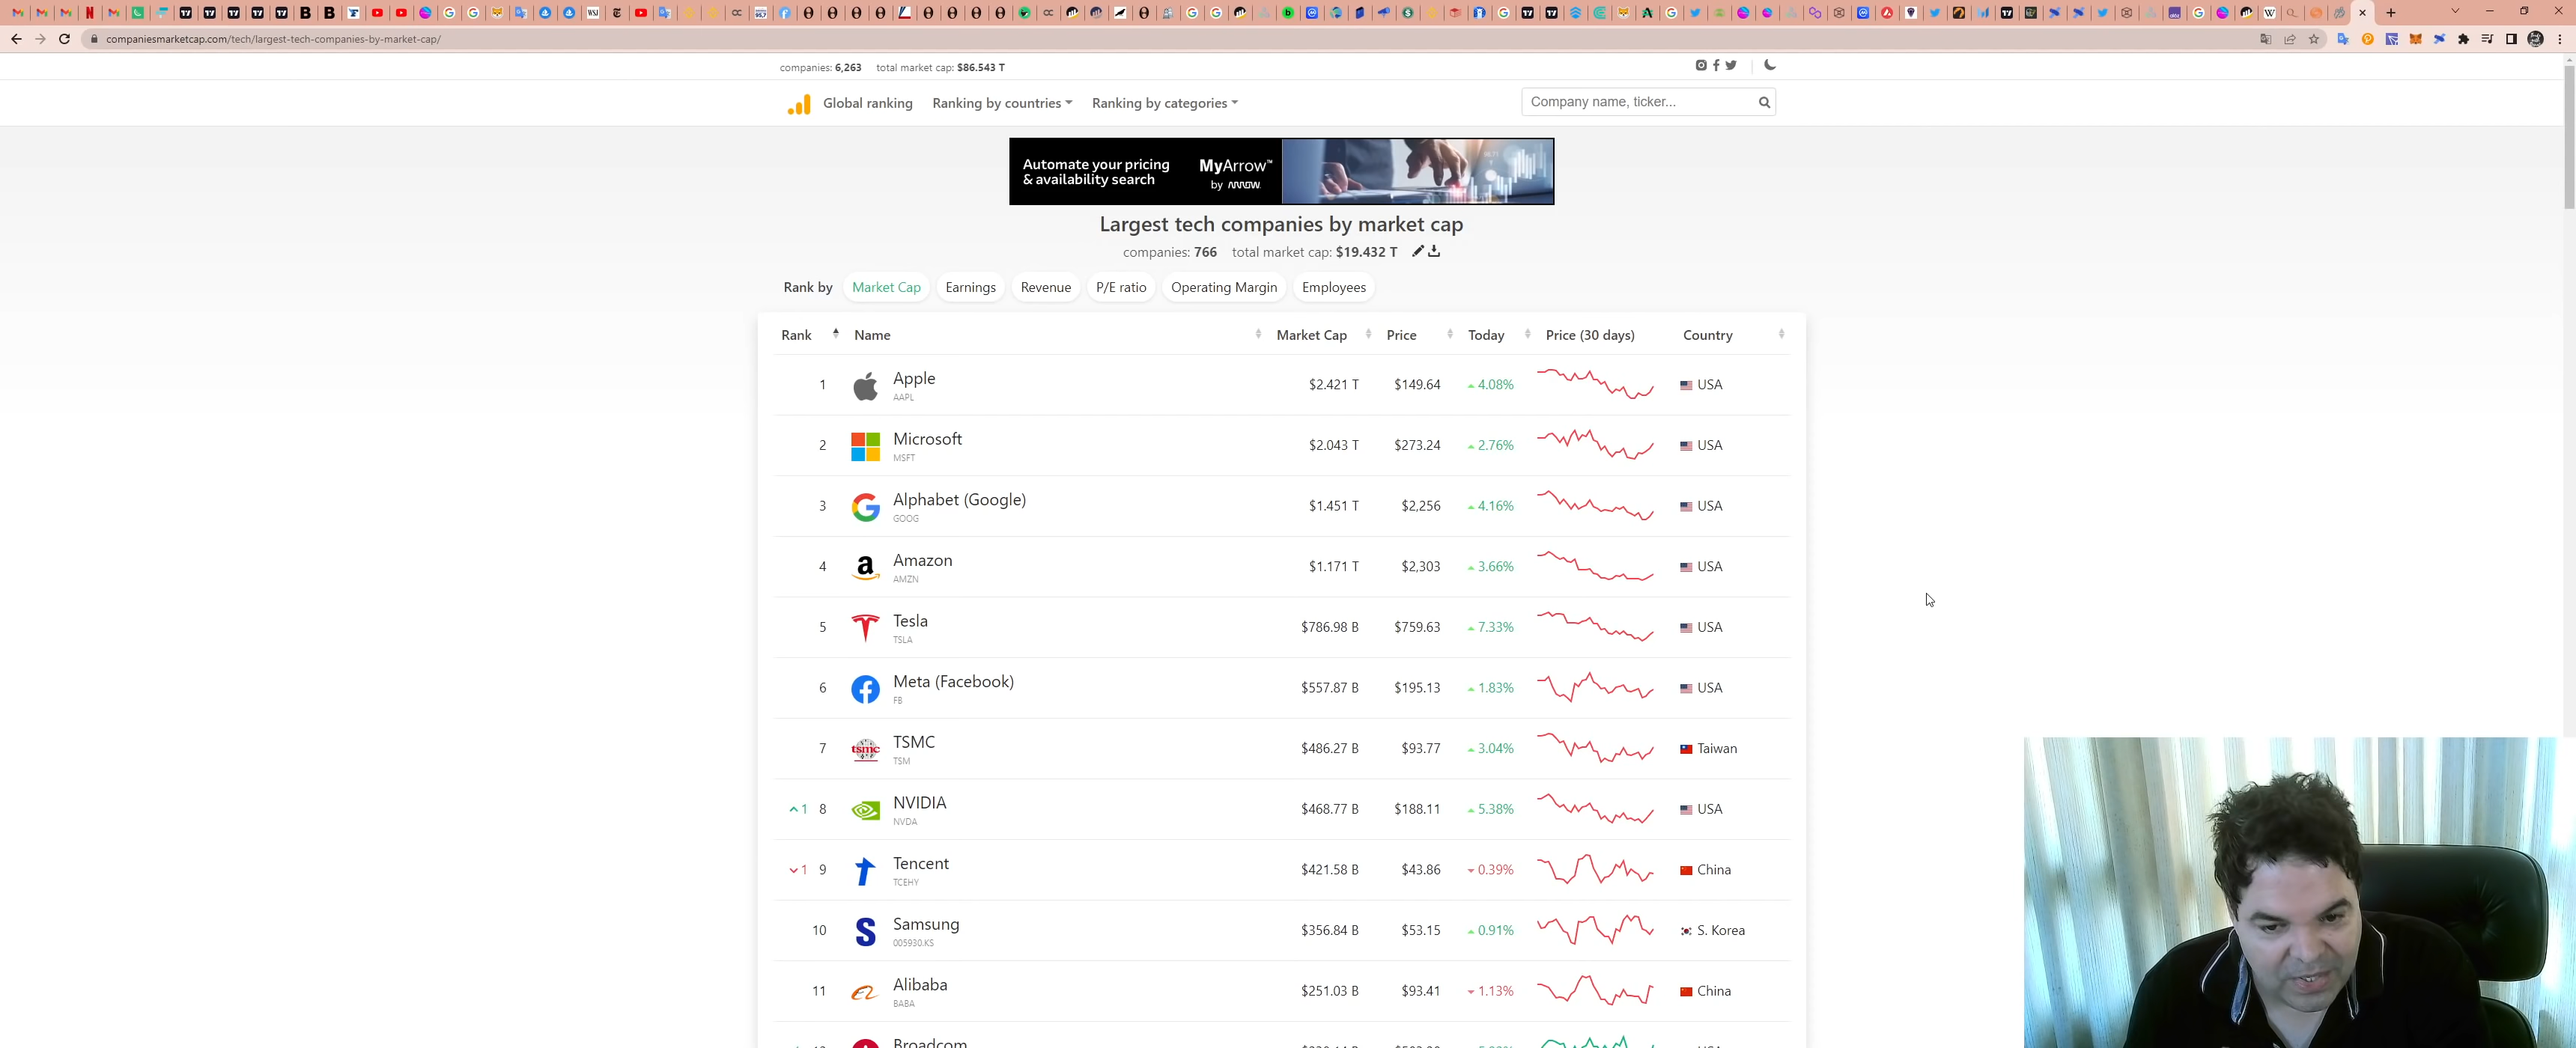 companiesmarketcap.com/tech/largest-tech-companies-by-market-cap/
companies: 6,263 total market cap: $86.543 T
Global ranking Ranking by countries Ranking by categories Company name, ticker...
Automate your pricing
& availability search
MyArrow™
by ARROW
Largest tech companies by market cap
companies: 766 total market cap: $19.432 T
Rank by Market Cap Earnings Revenue P/E ratio Operating Margin Employees
Rank Name Market Cap Price Today Price (30 days) Country
1 Apple $2.421 T $149.64 4.08% USA
AAPL
2 Microsoft $2.043 T $273.24 2.76% USA
MSFT
3 Alphabet (Google) $1.451 T $2,256 4.16% USA
GOOG
4 Amazon $1.171 T $2,303 3.66% USA
AMZN
5 Tesla $786.98 B $759.63 7.33% USA
TSLA
6 Meta (Facebook) $557.87 B $195.13 1.83% USA
FB
7 tsmc TSMC $486.27 B $93.77 3.04% Taiwan
TSM
1 8 NVIDIA $468.77 B $188.11 5.38% USA
NVDA
1 9 Tencent $421.58 B $43.86 0.39% China
TCEHY
10 Samsung $356.84 B $53.15 0.91% S. Korea
005930.KS
11 Alibaba $251.03 B $93.41 1.13% China
BABA
Broadcom